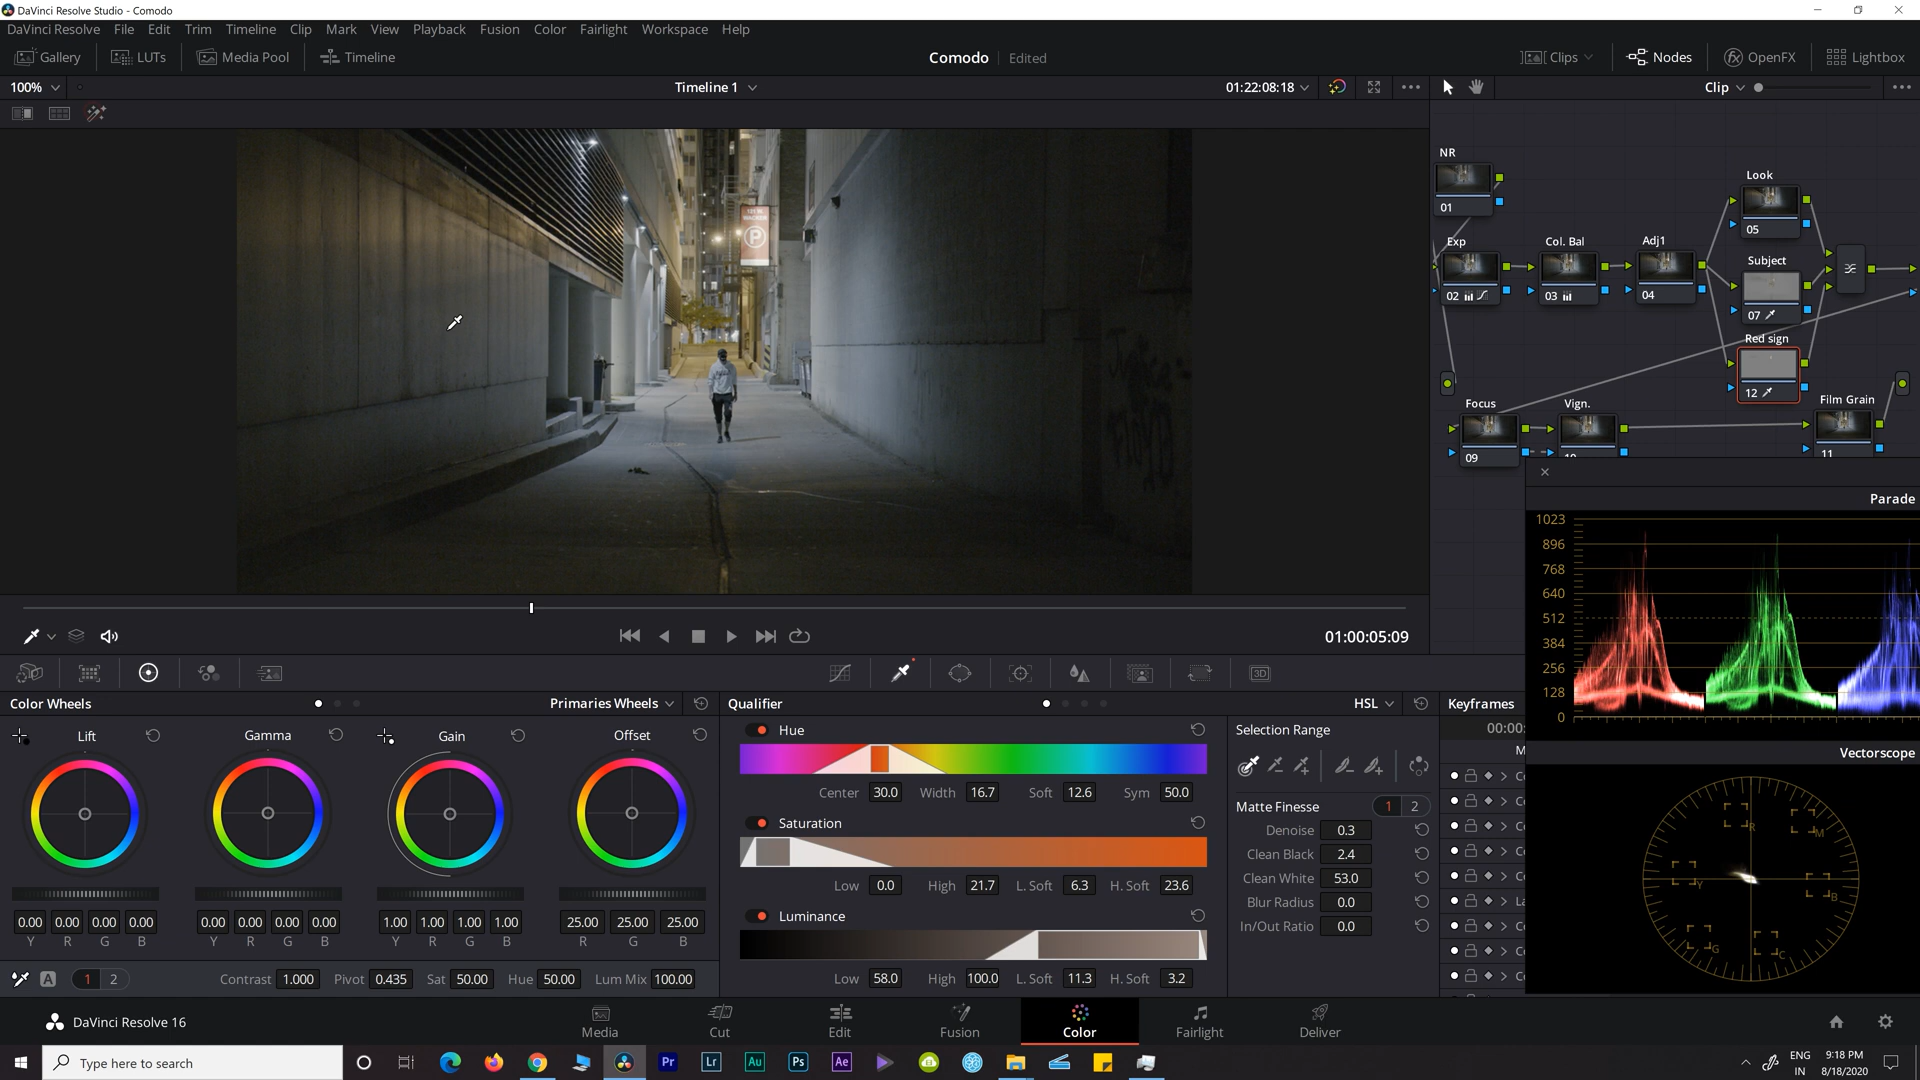 DaVinci Resolve Studio - Comodo
DaVinci Resolve File Edit Trim Timeline Clip Mark View Playback Fusion Color Fairlight Workspace Help
Gallery LUTs Media Pool Timeline Comodo Edited Clips Nodes OpenFX Lightbox
100% Timeline 1 01:22:08:18 Clip
NR
01
Look
05
Exp Col. Bal Adj1
02 03 04
Subject
07
Red sign
12
Focus Vign. Film Grain
09 10 11
WACKER
P
Parade
1023
896
768
640
512
384
256
128
0
01:00:05:09
Color Wheels Primaries Wheels Qualifier HSL Keyframes
Lift Gamma Gain Offset
0.00 0.00 0.00 0.00 0.00 0.00 0.00 0.00 1.00 1.00 1.00 1.00 25.00 25.00 25.00
Y R G B Y R G B Y R G B R G B
A 1 2 Contrast 1.000 Pivot 0.435 Sat 50.00 Hue 50.00 Lum Mix 100.00
Hue
Center 30.0 Width 16.7 Soft 12.6 Sym 50.0
Saturation
Low 0.0 High 21.7 L. Soft 6.3 H. Soft 23.6
Luminance
Low 58.0 High 100.0 L. Soft 11.3 H. Soft 3.2
Selection Range
Matte Finesse 1 2
Denoise 0.3
Clean Black 2.4
Clean White 53.0
Blur Radius 0.0
In/Out Ratio 0.0
00:00:
M
Vectorscope
R M
Y B
G C
3D
DaVinci Resolve 16 Media Cut Edit Fusion Color Fairlight Deliver
Type here to search Pr Lr Au Ps Ae
ENG
IN
9:18 PM
8/18/2020